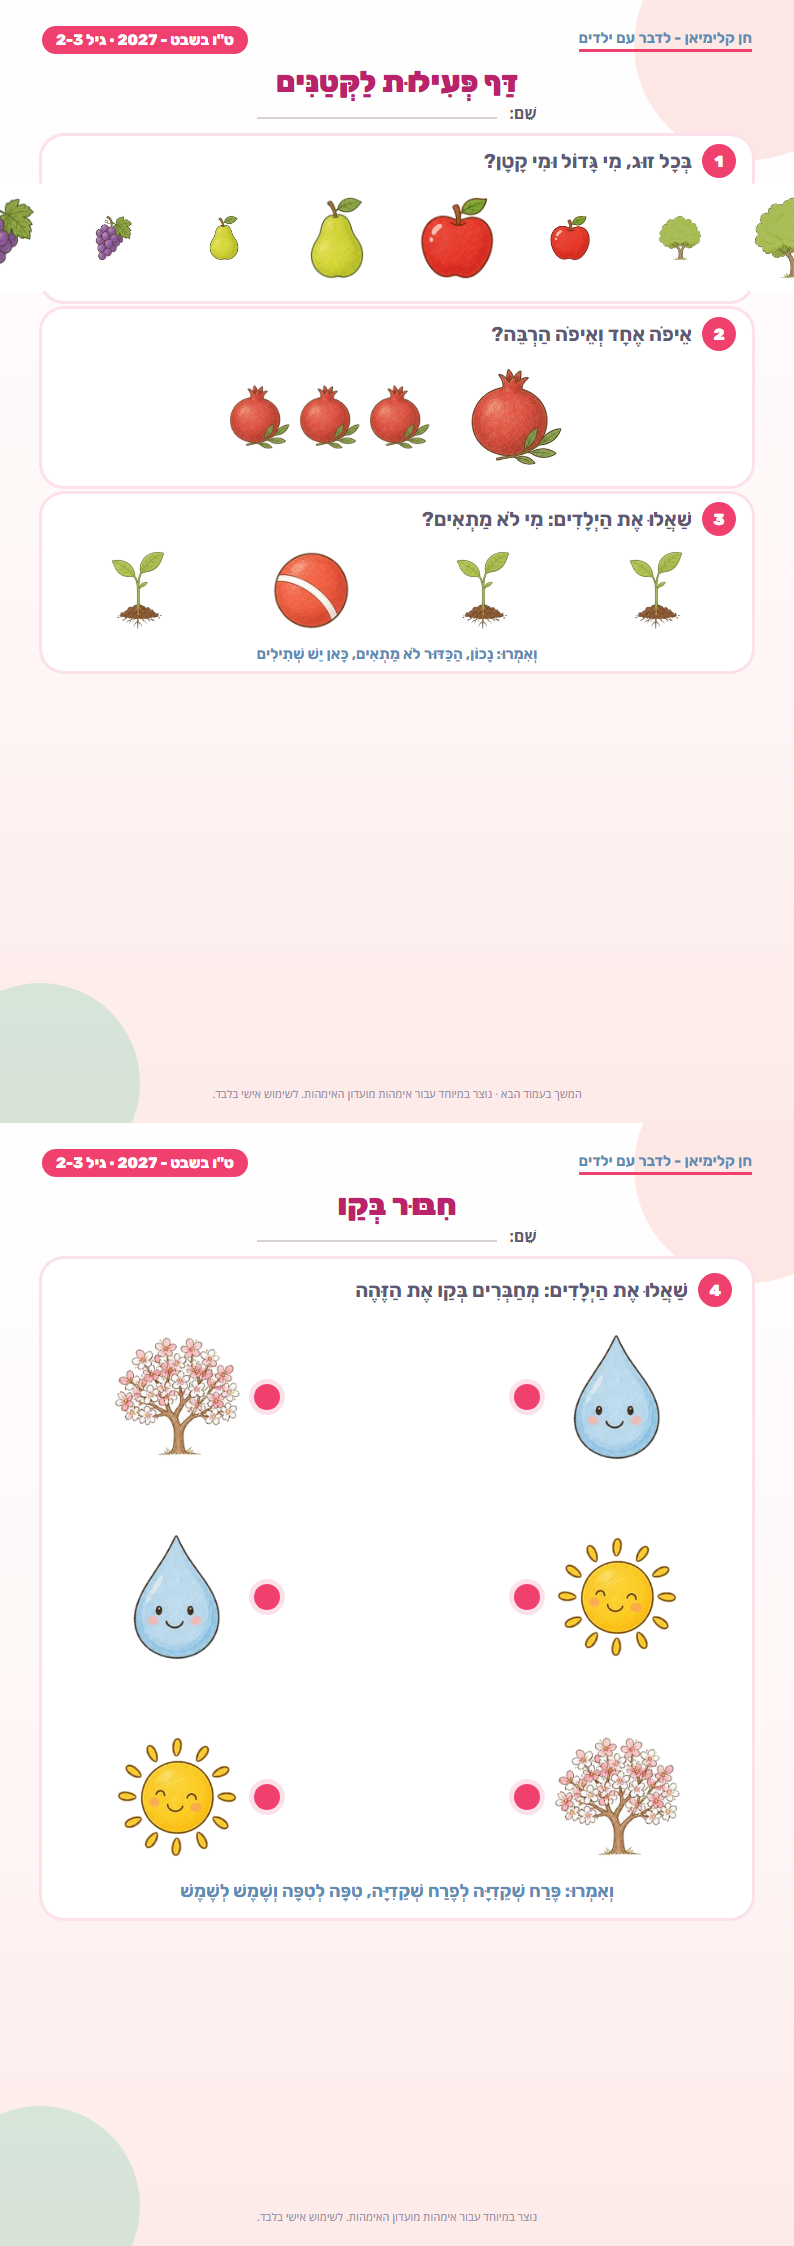 חן קלימיאן - לדבר עם ילדים
ט"ו בשבט - 2027 • גיל 2-3
דַּף פְּעִילוּת לַקְּטַנִּים
שֵׁם:
1 בְּכָל זוּג, מִי גָּדוֹל וּמִי קָטָן?
2 אֵיפֹה אֶחָד וְאֵיפֹה הַרְבֵּה?
3 שַׁאֲלוּ אֶת הַיְלָדִים: מִי לֹא מַתְאִים?
וְאִמְרוּ: נָכוֹן, הַכַּדּוּר לֹא מַתְאִים, כָּאן יֵשׁ שְׁתִילִים
המשך בעמוד הבא · נוצר במיוחד עבור אימהות מועדון האימהות. לשימוש אישי בלבד.
חן קלימיאן - לדבר עם ילדים
ט"ו בשבט - 2027 • גיל 2-3
חִבּוּר בְּקַו
שֵׁם:
4 שַׁאֲלוּ אֶת הַיְלָדִים: מְחַבְּרִים בְּקַו אֶת הַזֶּהֶה
וְאִמְרוּ: פֶּרַח שְׁקֵדִיָּה לְפֶרַח שְׁקֵדִיָּה, טִפָּה לְטִפָּה וְשֶׁמֶשׁ לְשֶׁמֶשׁ
נוצר במיוחד עבור אימהות מועדון האימהות. לשימוש אישי בלבד.